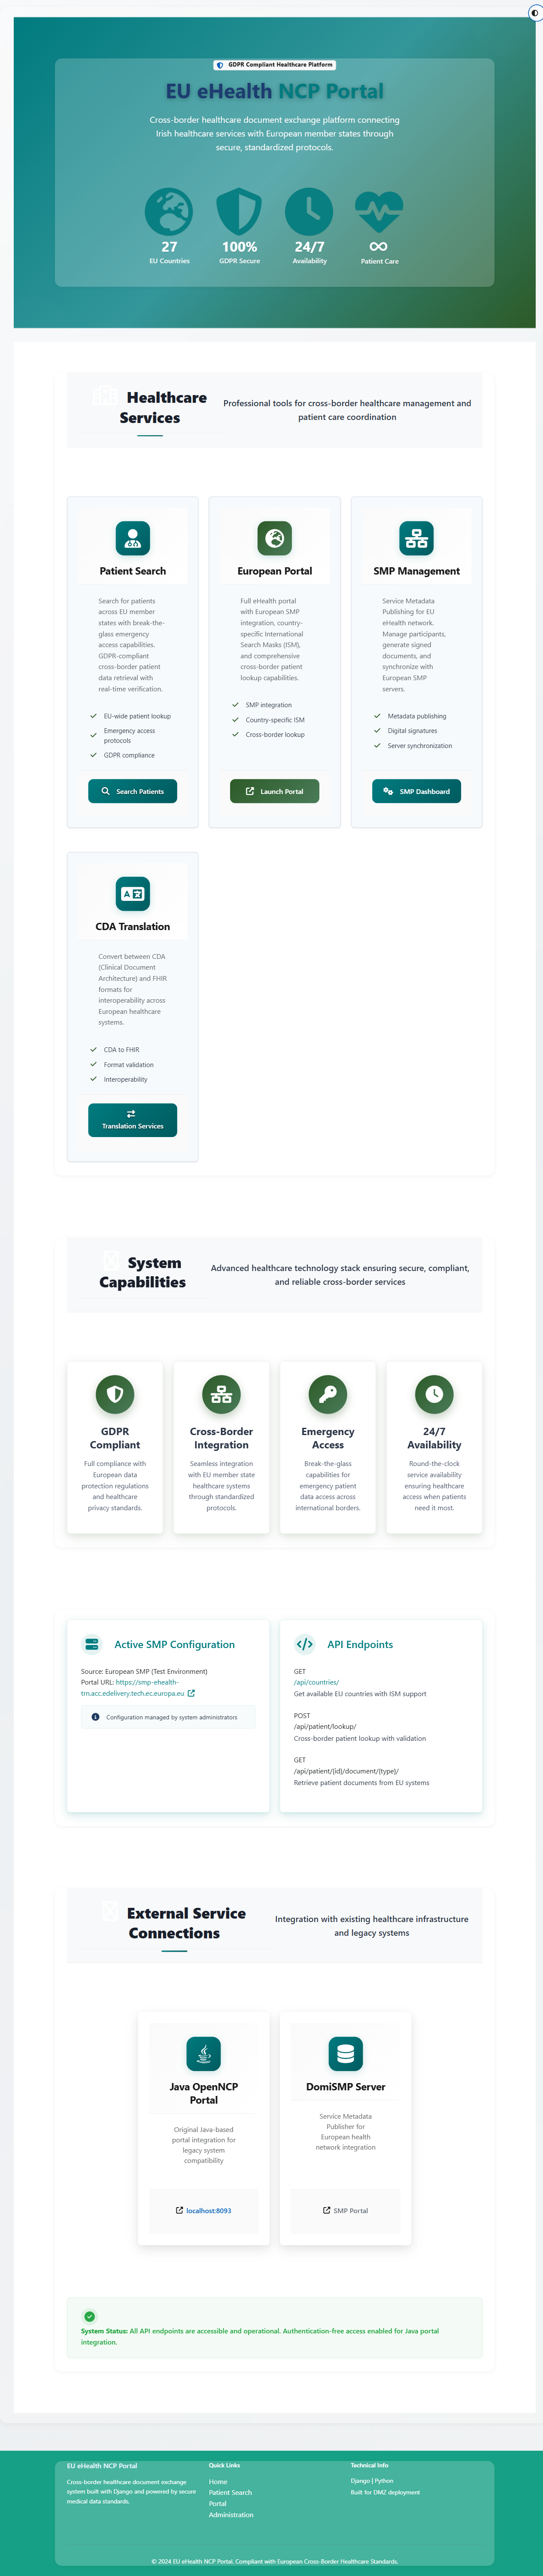 GDPR Compliant Healthcare Platform
EU eHealth NCP Portal
Cross-border healthcare document exchange platform connecting
Irish healthcare services with European member states through
secure, standardized protocols.
27
EU Countries
100%
GDPR Secure
24/7
Availability
∞
Patient Care
Healthcare
Services
Professional tools for cross-border healthcare management and
patient care coordination
Patient Search
Search for patients
across EU member
states with break-the-
glass emergency
access capabilities.
GDPR-compliant
cross-border patient
data retrieval with
real-time verification.
EU-wide patient lookup
Emergency access
protocols
GDPR compliance
Search Patients
European Portal
Full eHealth portal
with European SMP
integration, country-
specific International
Search Masks (ISM),
and comprehensive
cross-border patient
lookup capabilities.
SMP integration
Country-specific ISM
Cross-border lookup
Launch Portal
SMP Management
Service Metadata
Publishing for EU
eHealth network.
Manage participants,
generate signed
documents, and
synchronize with
European SMP
servers.
Metadata publishing
Digital signatures
Server synchronization
SMP Dashboard
CDA Translation
Convert between CDA
(Clinical Document
Architecture) and FHIR
formats for
interoperability across
European healthcare
systems.
CDA to FHIR
Format validation
Interoperability
Translation Services
System
Capabilities
Advanced healthcare technology stack ensuring secure, compliant,
and reliable cross-border services
GDPR
Compliant
Full compliance with
European data
protection regulations
and healthcare
privacy standards.
Cross-Border
Integration
Seamless integration
with EU member state
healthcare systems
through standardized
protocols.
Emergency
Access
Break-the-glass
capabilities for
emergency patient
data access across
international borders.
24/7
Availability
Round-the-clock
service availability
ensuring healthcare
access when patients
need it most.
Active SMP Configuration
Source: European SMP (Test Environment)
Portal URL: https://smp-ehealth-
trn.acc.edelivery.tech.ec.europa.eu
Configuration managed by system administrators
API Endpoints
GET
/api/countries/
Get available EU countries with ISM support
POST
/api/patient/lookup/
Cross-border patient lookup with validation
GET
/api/patient/{id}/document/{type}/
Retrieve patient documents from EU systems
External Service
Connections
Integration with existing healthcare infrastructure
and legacy systems
Java OpenNCP
Portal
Original Java-based
portal integration for
legacy system
compatibility
localhost:8093
DomiSMP Server
Service Metadata
Publisher for
European health
network integration
SMP Portal
System Status: All API endpoints are accessible and operational. Authentication-free access enabled for Java portal
integration.
EU eHealth NCP Portal
Cross-border healthcare document exchange
system built with Django and powered by secure
medical data standards.
Quick Links
Home
Patient Search
Portal
Administration
Technical Info
Django | Python
Built for DMZ deployment
© 2024 EU eHealth NCP Portal. Compliant with European Cross-Border Healthcare Standards.